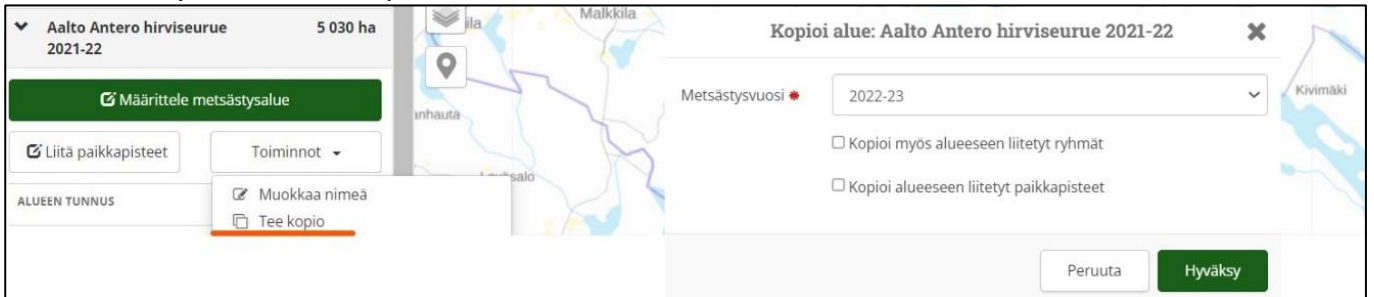 Aalto Antero hirviseurue 5 030 ha
2021-22
Määrittele metsästysalue
Liitä paikkapisteet Toiminnot
ALUEEN TUNNUS
Muokkaa nimeä
Tee kopio
Malkkila
Kopioi alue: Aalto Antero hirviseurue 2021-22
Metsästysvuosi 2022-23
Kopioi myös alueeseen liitetyt ryhmät
Kopioi alueeseen liitetyt paikkapisteet
Kivimäki
Peruuta Hyväksy